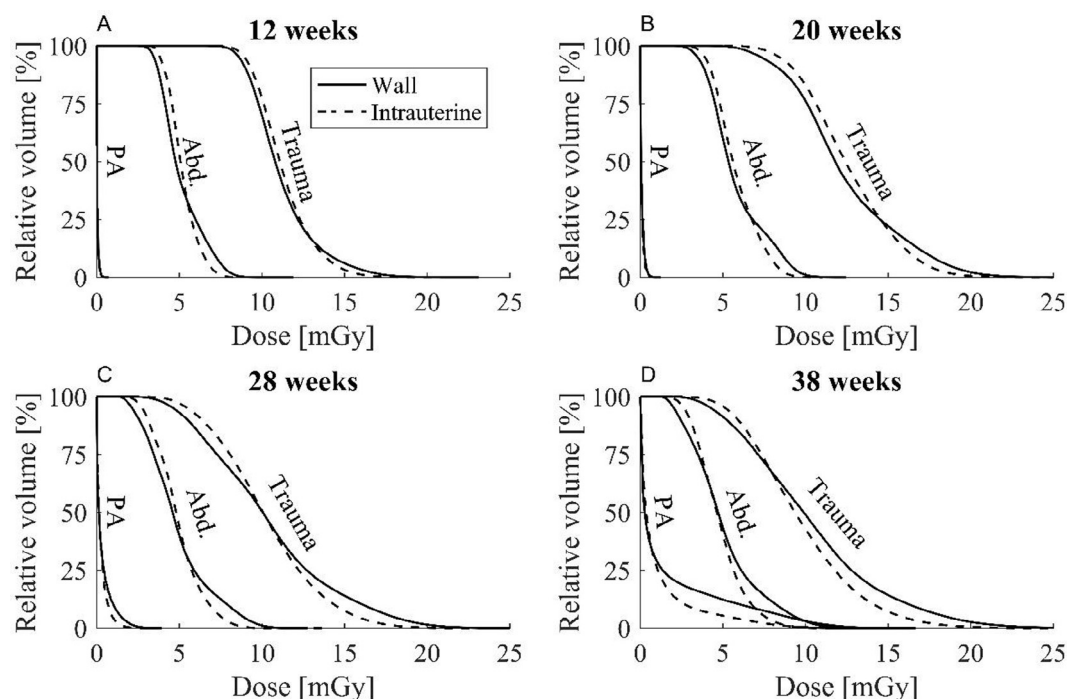 A
12 weeks
Relative volume [%]
100
75
50
25
0
PA
Abd.
Trauma
Wall
Intrauterine
0 5 10 15 20 25
Dose [mGy]
B
20 weeks
Relative volume [%]
100
75
50
25
0
PA
Abd.
Trauma
0 5 10 15 20 25
Dose [mGy]
C
28 weeks
Relative volume [%]
100
75
50
25
0
PA
Abd.
Trauma
0 5 10 15 20 25
Dose [mGy]
D
38 weeks
Relative volume [%]
100
75
50
25
0
PA
Abd.
Trauma
0 5 10 15 20 25
Dose [mGy]